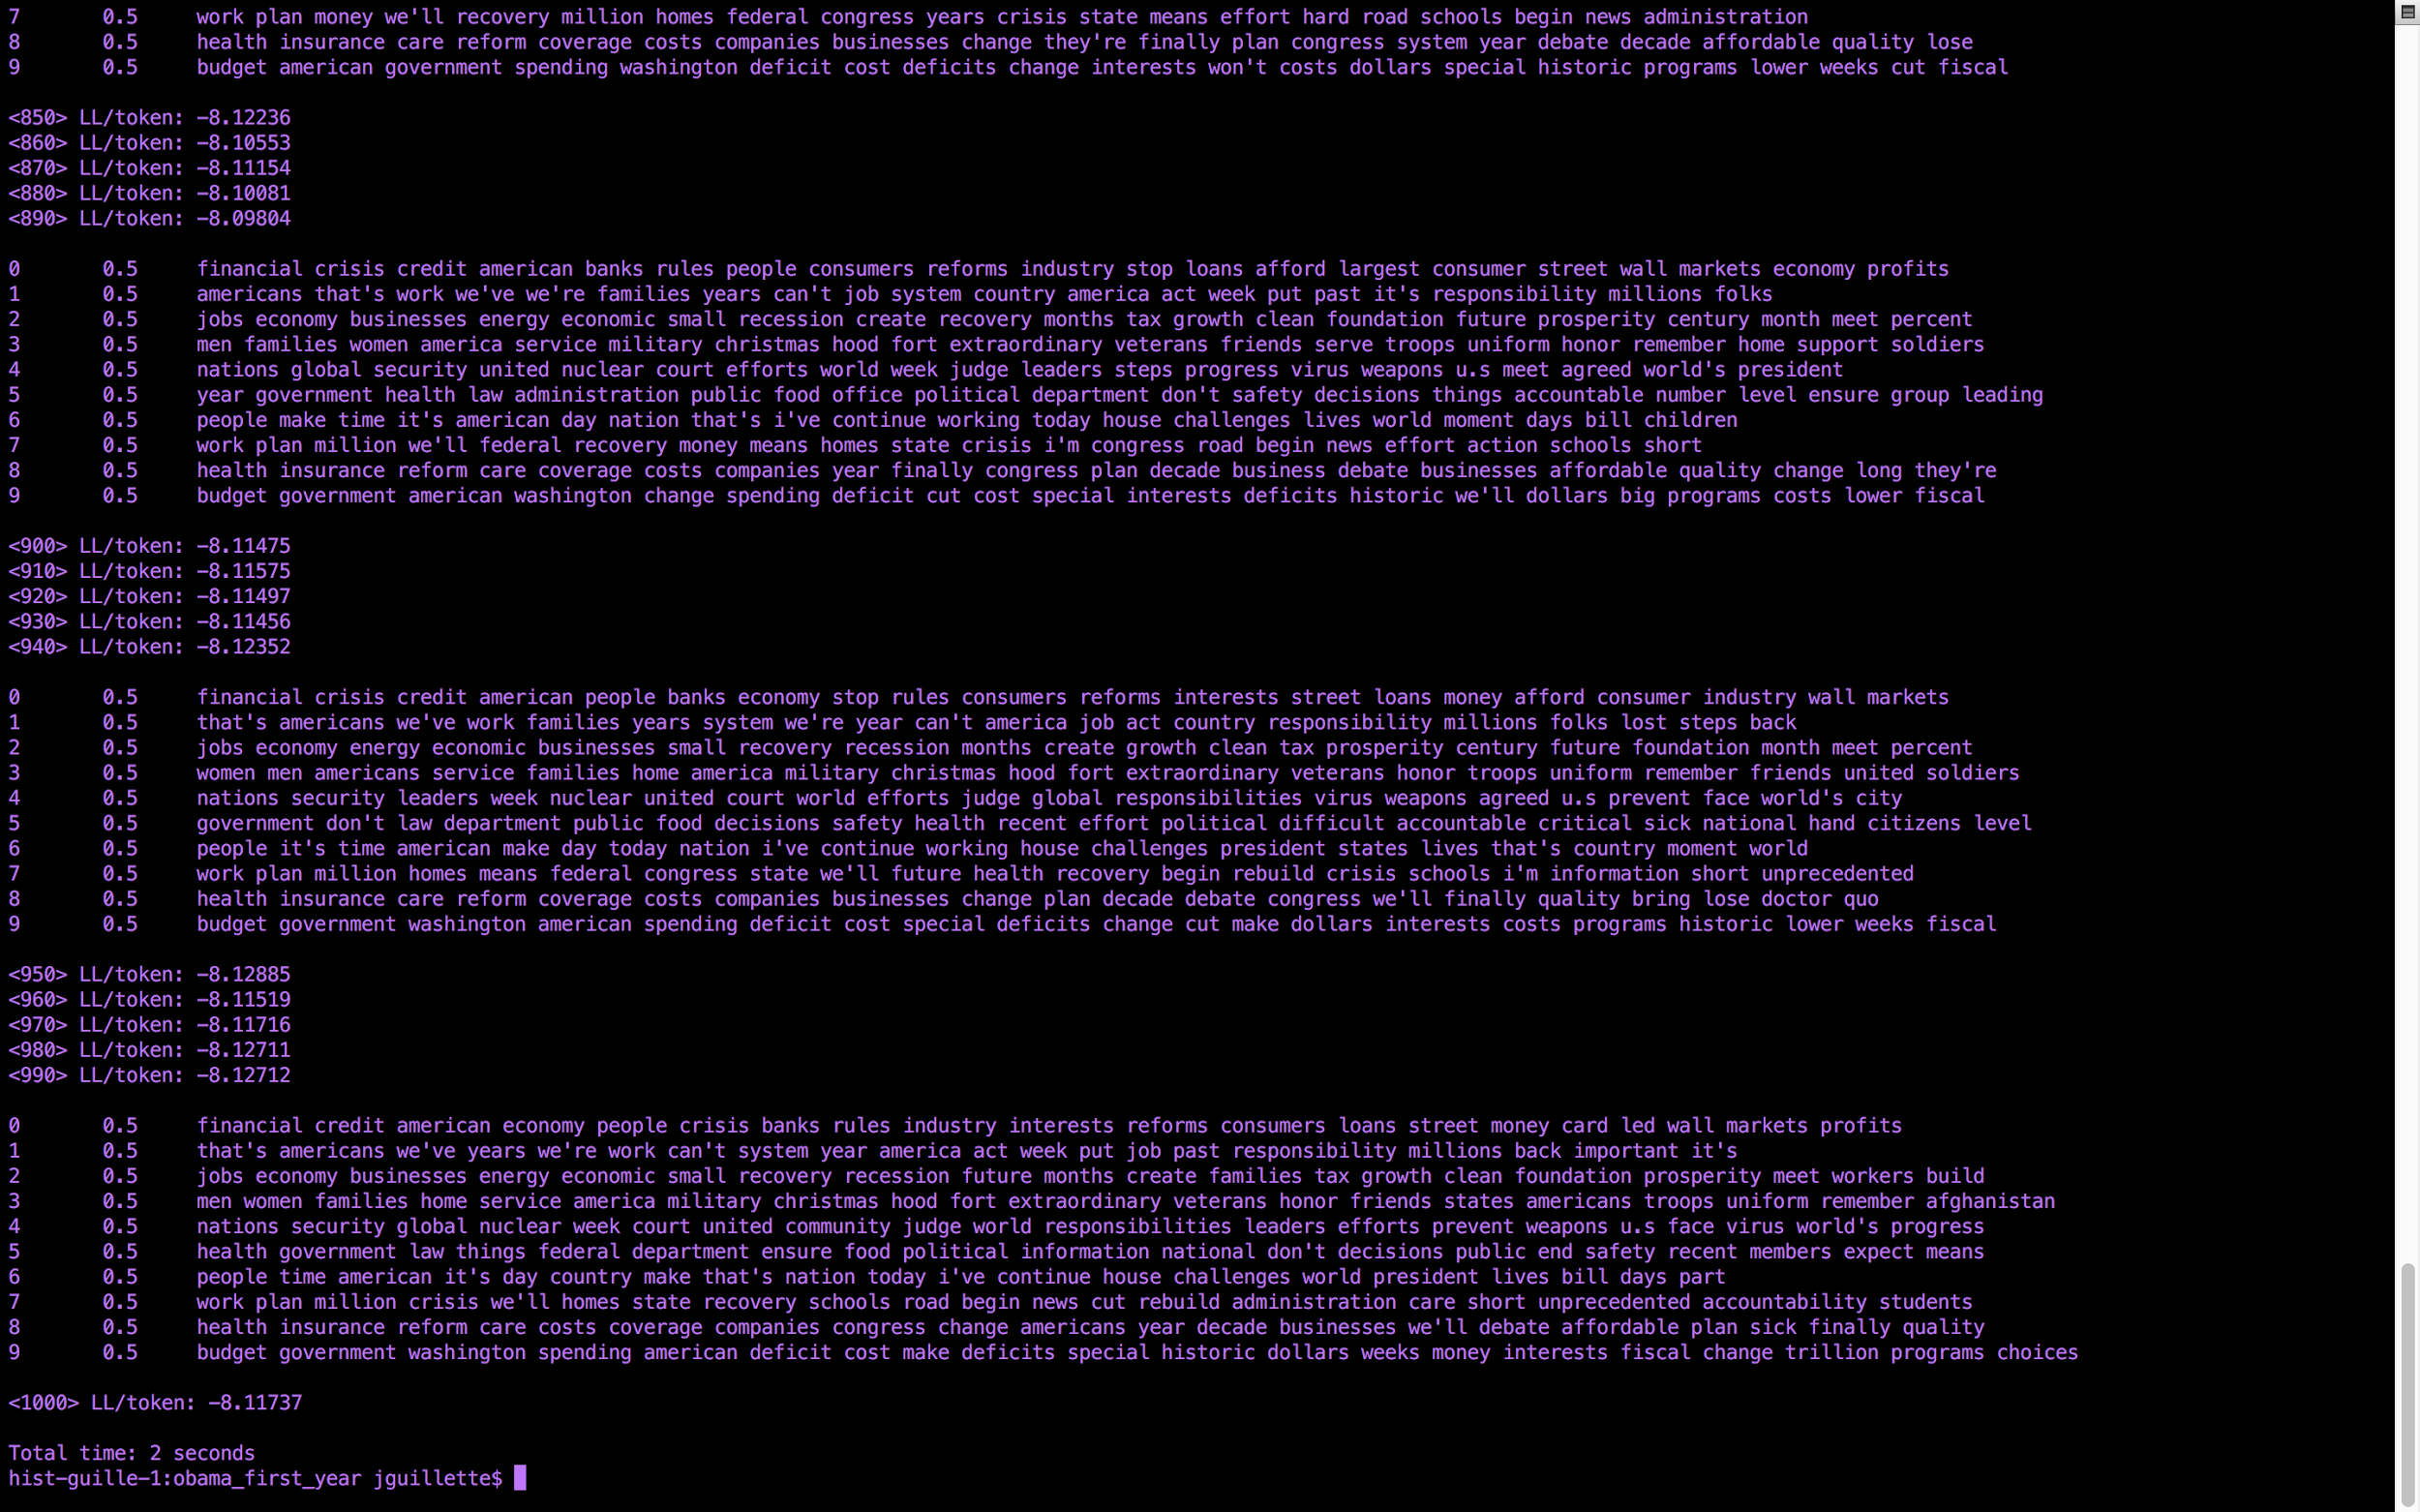 7 0.5 work plan money we'll recovery million homes federal congress years crisis state means effort hard road schools begin news administration
8 0.5 health insurance care reform coverage costs companies businesses change they're finally plan congress system year debate decade affordable quality lose
9 0.5 budget american government spending washington deficit cost deficits change interests won't costs dollars special historic programs lower weeks cut fiscal
<850> LL/token: -8.12236
<860> LL/token: -8.10553
<870> LL/token: -8.11154
<880> LL/token: -8.10081
<890> LL/token: -8.09804
0 0.5 financial crisis credit american banks rules people consumers reforms industry stop loans afford largest consumer street wall markets economy profits
1 0.5 americans that's work we've we're families years can't job system country america act week put past it's responsibility millions folks
2 0.5 jobs economy businesses energy economic small recession create recovery months tax growth clean foundation future prosperity century month meet percent
3 0.5 men families women america service military christmas hood fort extraordinary veterans friends serve troops uniform honor remember home support soldiers
4 0.5 nations global security united nuclear court efforts world week judge leaders steps progress virus weapons u.s meet agreed world's president
5 0.5 year government health law administration public food office political department don't safety decisions things accountable number level ensure group leading
6 0.5 people make time it's american day nation that's i've continue working today house challenges lives world moment days bill children
7 0.5 work plan million we'll federal recovery money means homes state crisis i'm congress road begin news effort action schools short
8 0.5 health insurance reform care coverage costs companies year finally congress plan decade business debate businesses affordable quality change long they're
9 0.5 budget government american washington change spending deficit cut cost special interests deficits historic we'll dollars big programs costs lower fiscal
<900> LL/token: -8.11475
<910> LL/token: -8.11575
<920> LL/token: -8.11497
<930> LL/token: -8.11456
<940> LL/token: -8.12352
0 0.5 financial crisis credit american people banks economy stop rules consumers reforms interests street loans money afford consumer industry wall markets
1 0.5 that's americans we've work families years system we're year can't america job act country responsibility millions folks lost steps back
2 0.5 jobs economy energy economic businesses small recovery recession months create growth clean tax prosperity century future foundation month meet percent
3 0.5 women men americans service families home america military christmas hood fort extraordinary veterans honor troops uniform remember friends united soldiers
4 0.5 nations security leaders week nuclear united court world efforts judge global responsibilities virus weapons agreed u.s prevent face world's city
5 0.5 government don't law department public food decisions safety health recent effort political difficult accountable critical sick national hand citizens level
6 0.5 people it's time american make day today nation i've continue working house challenges president states lives that's country moment world
7 0.5 work plan million homes means federal congress state we'll future health recovery begin rebuild crisis schools i'm information short unprecedented
8 0.5 health insurance care reform coverage costs companies businesses change plan decade debate congress we'll finally quality bring lose doctor quo
9 0.5 budget government washington american spending deficit cost special deficits change cut make dollars interests costs programs historic lower weeks fiscal
<950> LL/token: -8.12885
<960> LL/token: -8.11519
<970> LL/token: -8.11716
<980> LL/token: -8.12711
<990> LL/token: -8.12712
0 0.5 financial credit american economy people crisis banks rules industry interests reforms consumers loans street money card led wall markets profits
1 0.5 that's americans we've years we're work can't system year america act week put job past responsibility millions back important it's
2 0.5 jobs economy businesses energy economic small recovery recession future months create families tax growth clean foundation prosperity meet workers build
3 0.5 men women families home service america military christmas hood fort extraordinary veterans honor friends states americans troops uniform remember afghanistan
4 0.5 nations security global nuclear week court united community judge world responsibilities leaders efforts prevent weapons u.s face virus world's progress
5 0.5 health government law things federal department ensure food political information national don't decisions public end safety recent members expect means
6 0.5 people time american it's day country make that's nation today i've continue house challenges world president lives bill days part
7 0.5 work plan million crisis we'll homes state recovery schools road begin news cut rebuild administration care short unprecedented accountability students
8 0.5 health insurance reform care costs coverage companies congress change americans year decade businesses we'll debate affordable plan sick finally quality
9 0.5 budget government washington spending american deficit cost make deficits special historic dollars weeks money interests fiscal change trillion programs choices
<1000> LL/token: -8.11737
Total time: 2 seconds
hist-guille-1:obama_first_year jguillette$